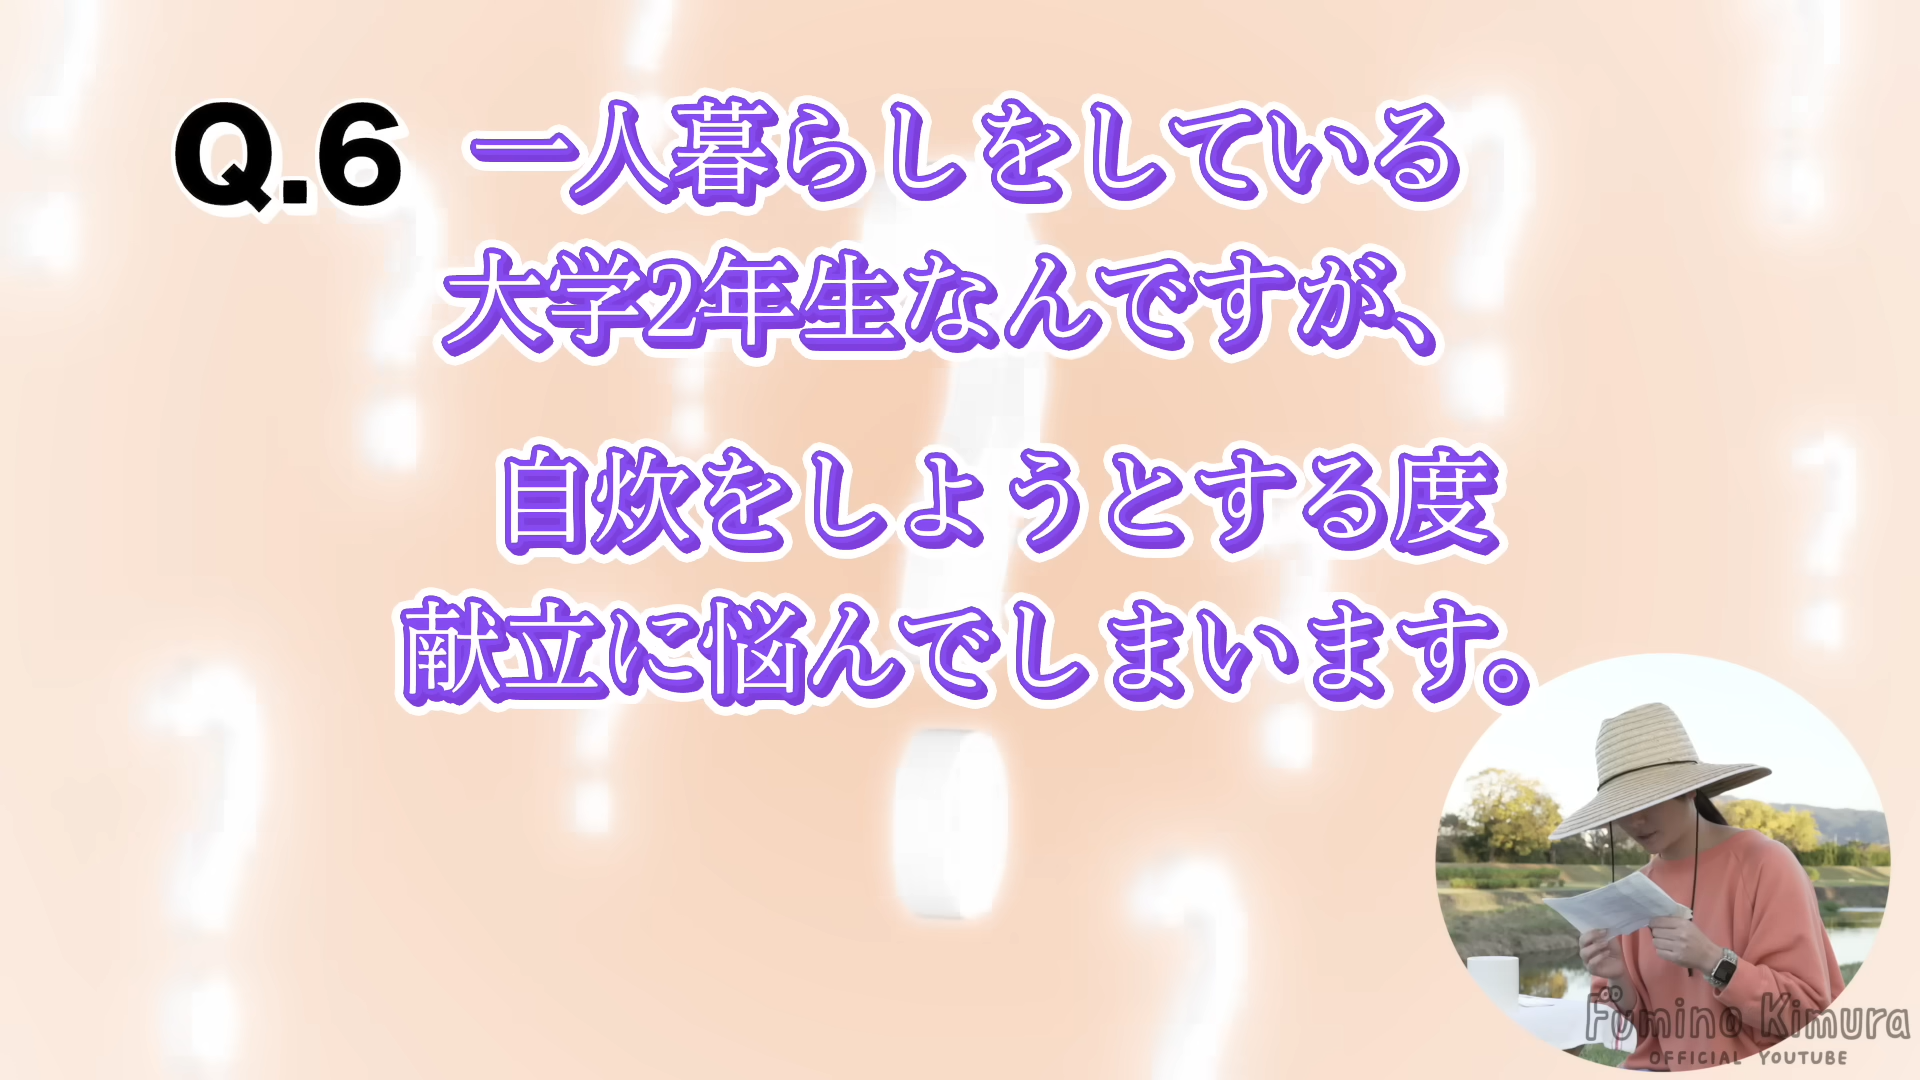 Q.6 一人暮らしをしている
大学2年生なんですが、
自炊をしようとする度
献立に悩んでしまいます。
Fumino Kimura
OFFICIAL YOUTUBE